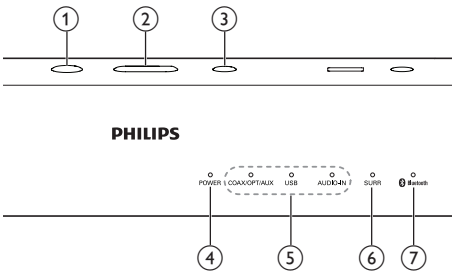 1 2 3
PHILIPS
POWER COAX/OPT/AUX USB AUDIO-IN SURR Bluetooth
4 5 6 7